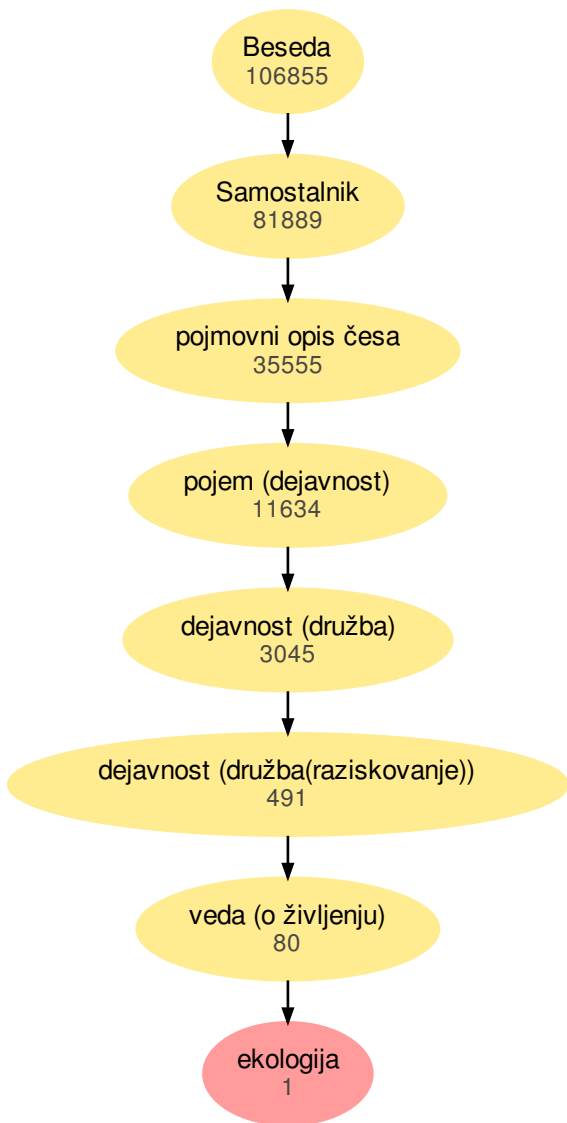 Beseda
106855
Samostalnik
81889
pojmovni opis česa
35555
pojem (dejavnost)
11634
dejavnost (družba)
3045
dejavnost (družba(raziskovanje))
491
veda (o življenju)
80
ekologija
1